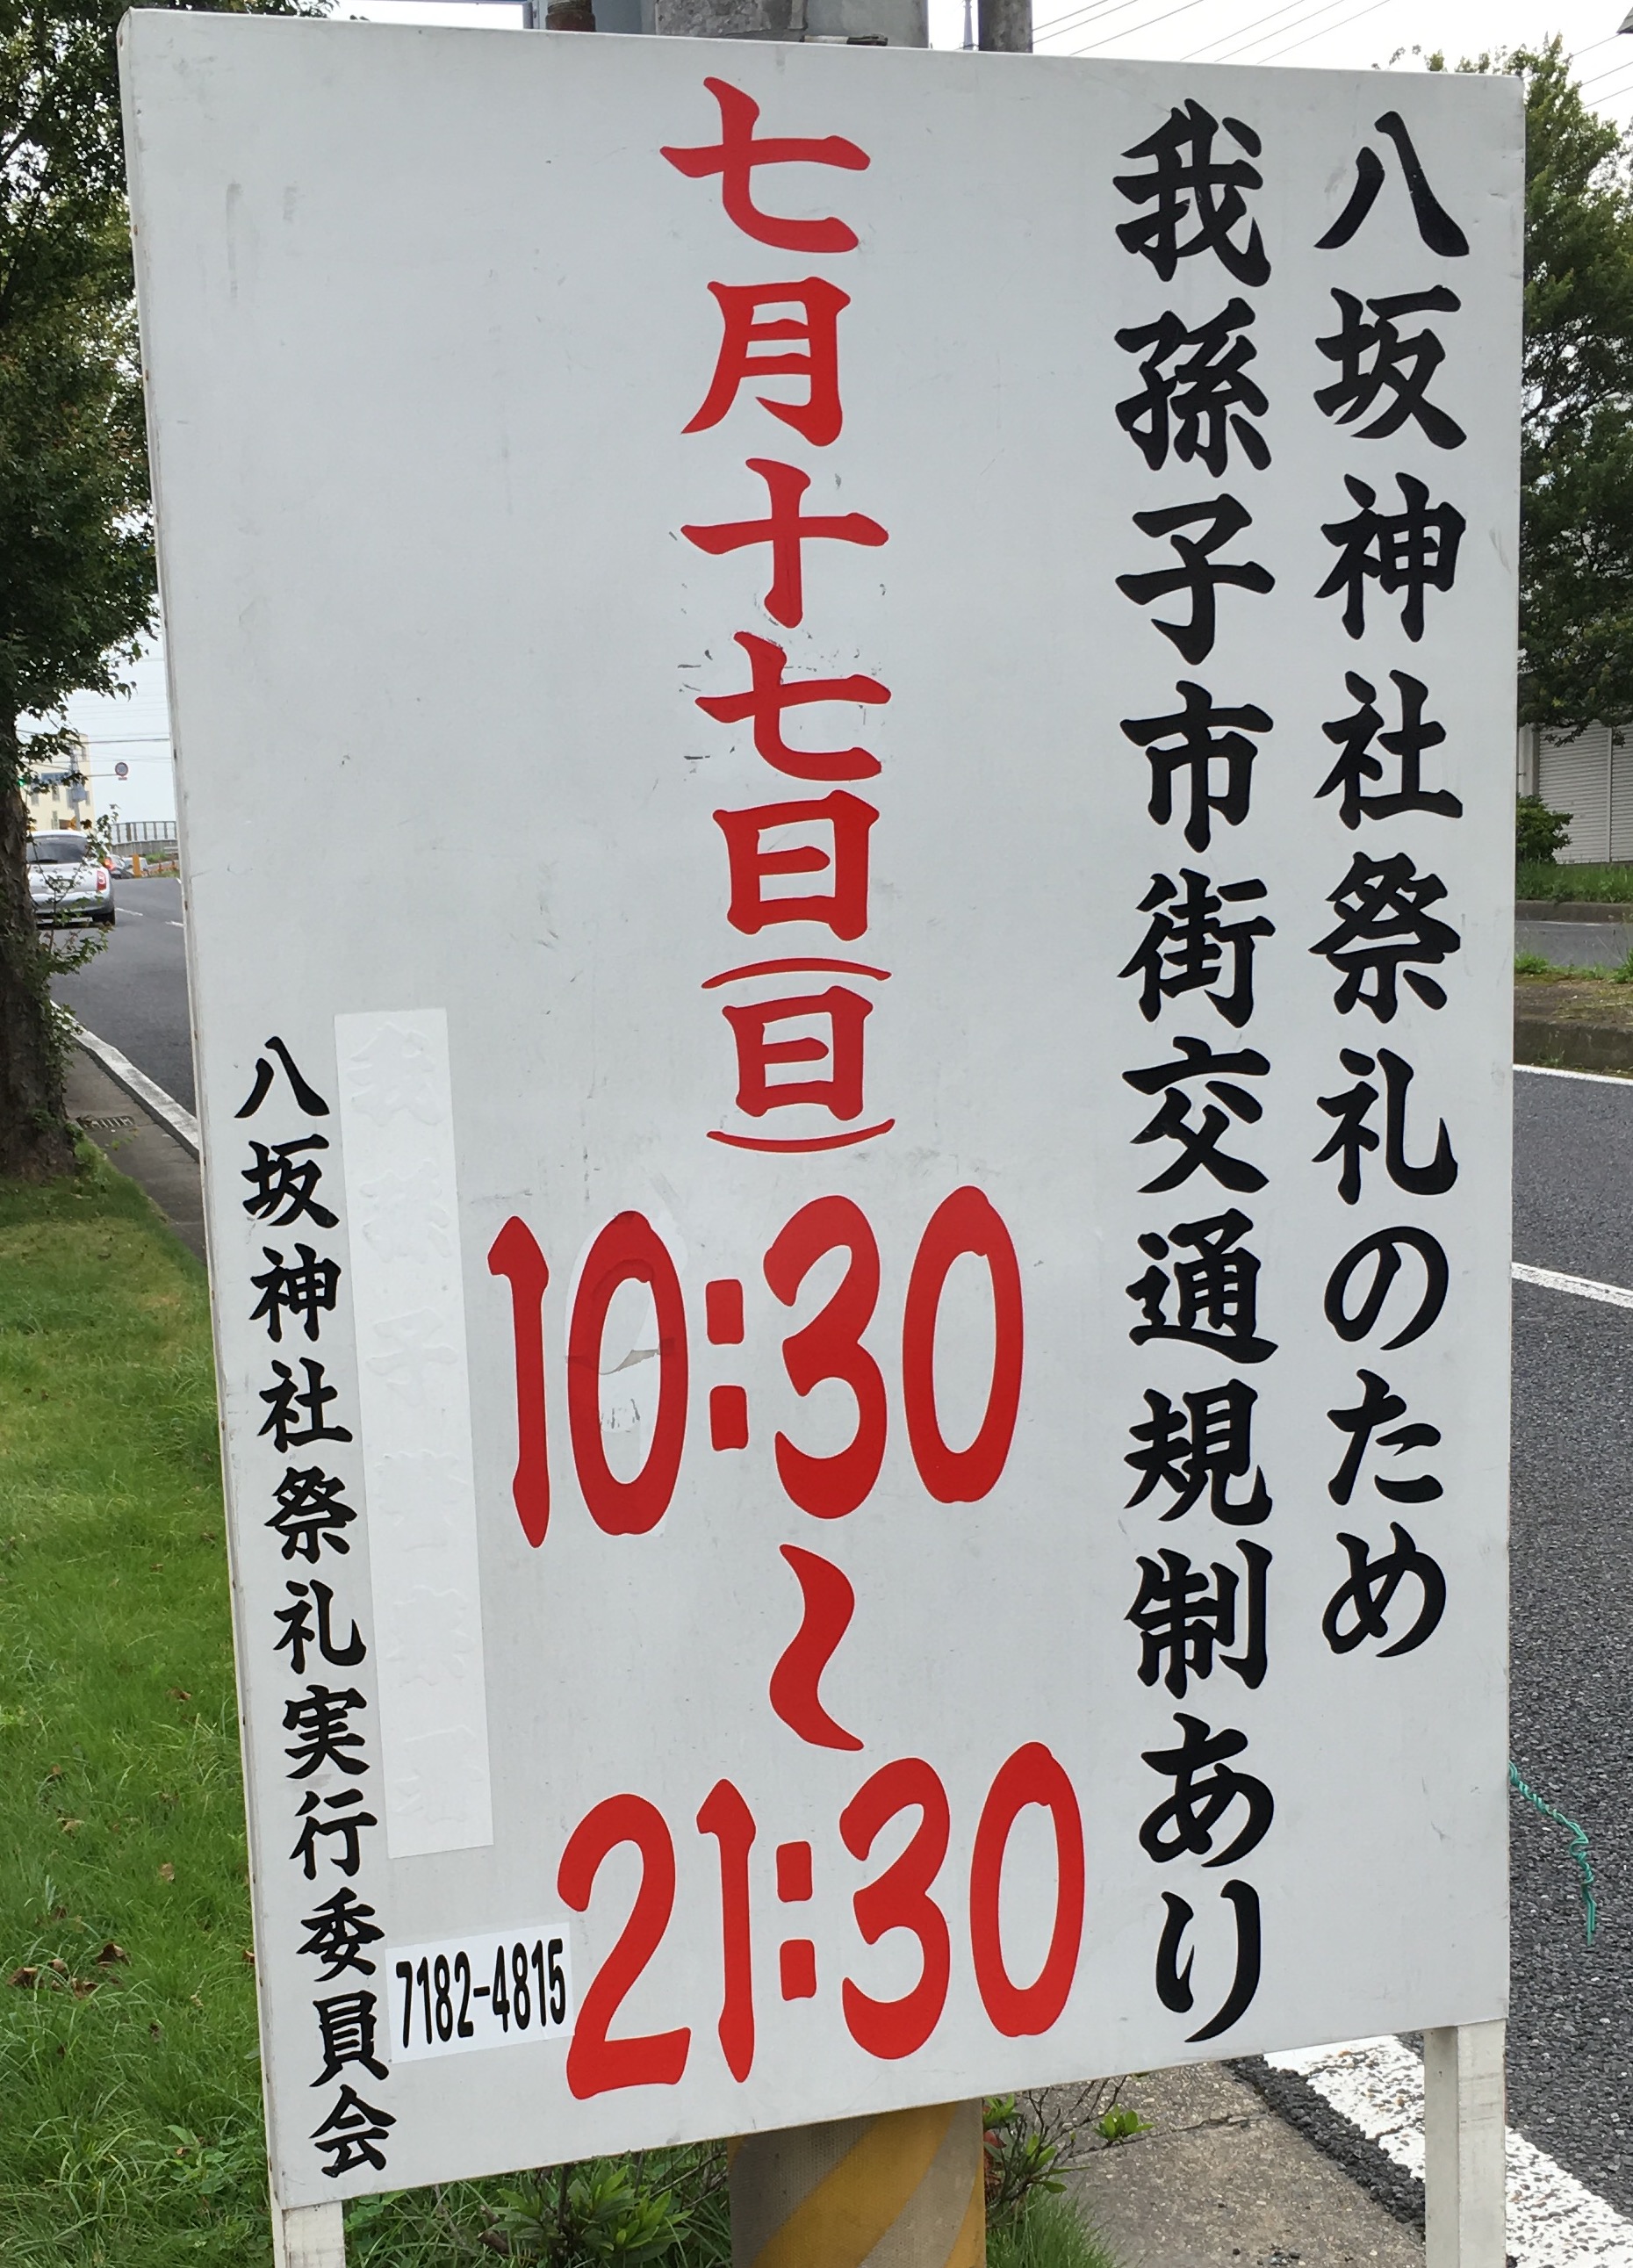 八坂神社祭礼のため
我孫子市街交通規制あり
七月十七日(日)
10:30
〜
21:30
7182-4815
八坂神社祭礼実行委員会